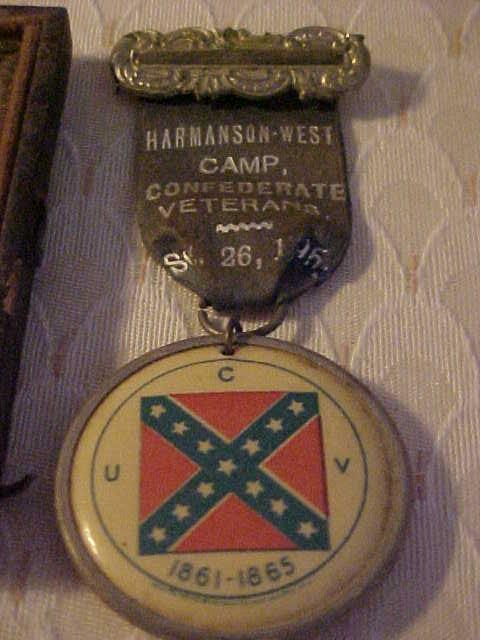 HARMANSON-WEST
CAMP,
CONFEDERATE
VETERANS.
26,
C
U V
1861-1865